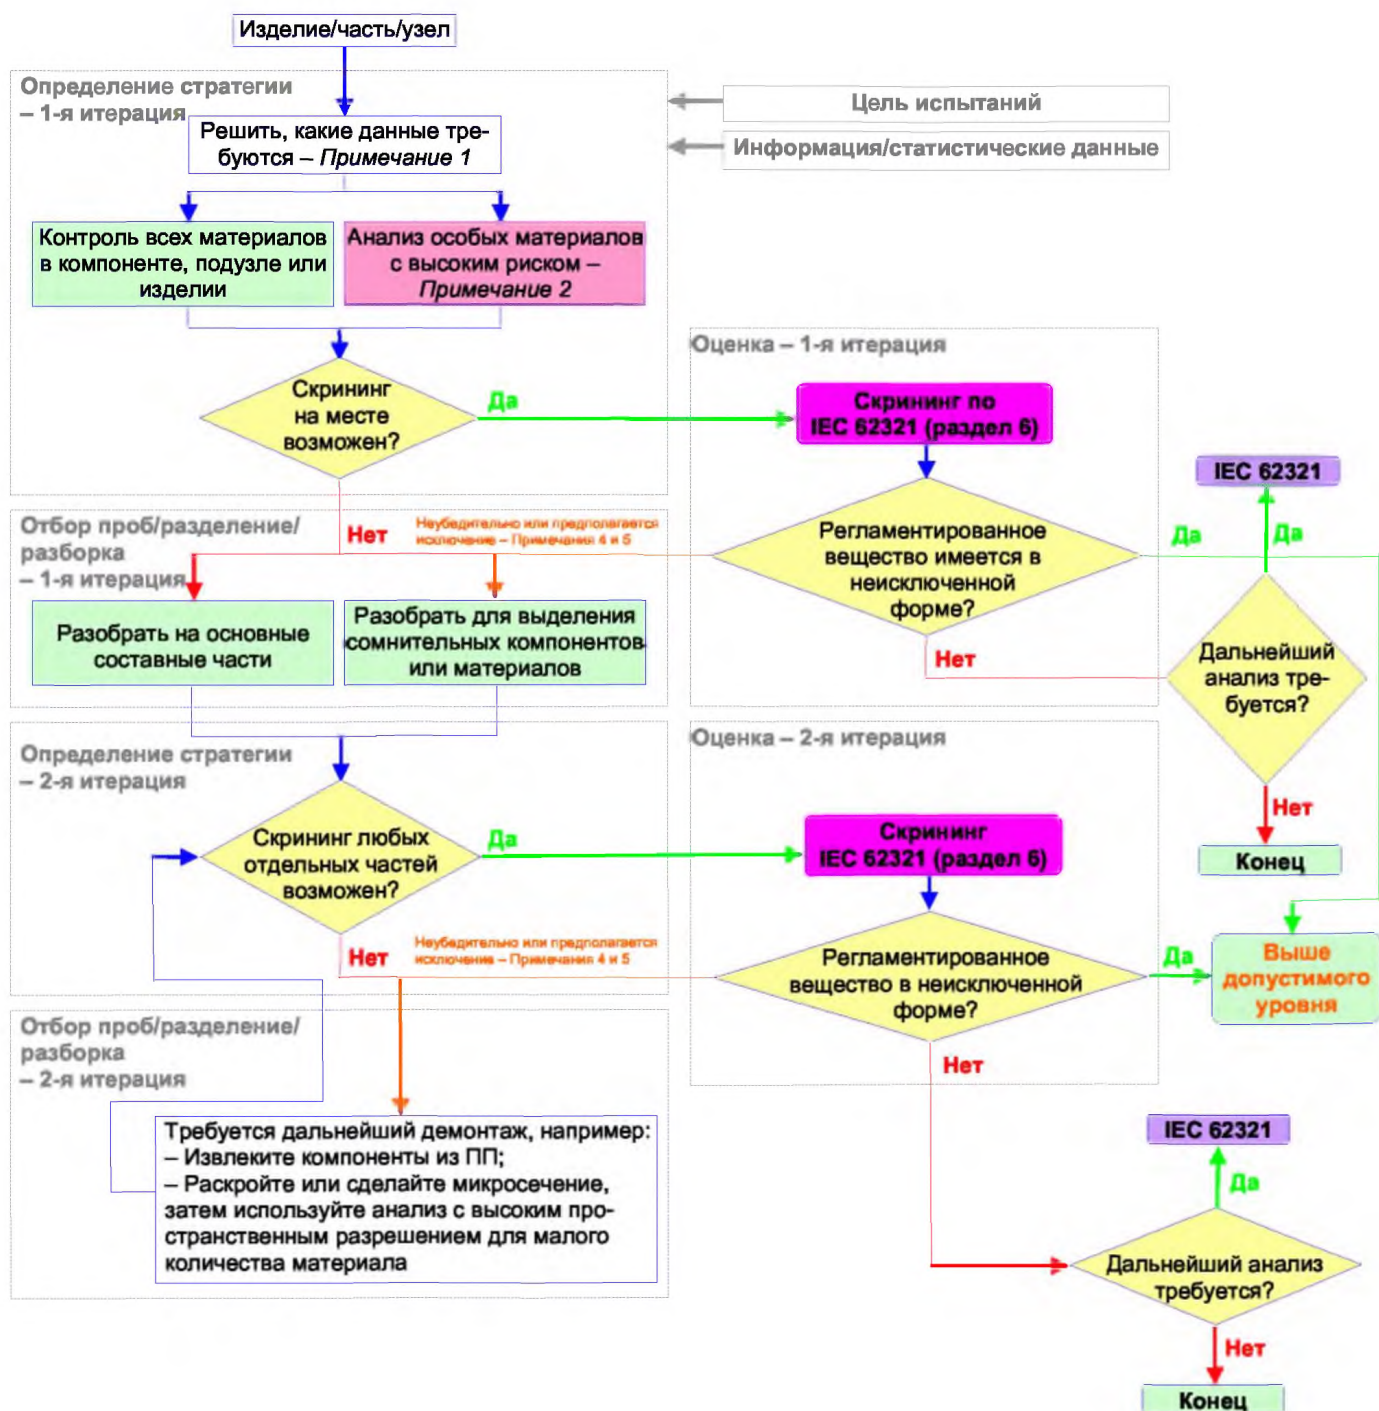 Изделие/часть/узел
Определение стратегии
– 1-я итерация
Цель испытаний
Информация/статистические данные
Решить, какие данные тре-
буются – Примечание 1
Контроль всех материалов
в компоненте, подузле или
изделии
Анализ особых материалов
с высоким риском –
Примечание 2
Скрининг
на месте
возможен?
Да
Оценка – 1-я итерация
Скрининг по
IEC 62321 (раздел 6)
IEC 62321
Отбор проб/разделение/
разборка
– 1-я итерация
Нет
Неубедительно или предполагается
исключение – Примечания 4 и 5
Регламентированное
вещество имеется в
неисключенной
форме?
Да
Да
Разобрать на основные
составные части
Разобрать для выделения
сомнительных компонентов
или материалов
Нет
Дальнейший
анализ тре-
буется?
Определение стратегии
– 2-я итерация
Оценка – 2-я итерация
Нет
Скрининг любых
отдельных частей
возможен?
Да
Скрининг
IEC 62321 (раздел 6)
Конец
Нет
Неубедительно или предполагается
исключение – Примечания 4 и 5
Регламентированное
вещество в неисключенной
форме?
Да
Выше
допустимого
уровня
Отбор проб/разделение/
разборка
– 2-я итерация
Нет
Требуется дальнейший демонтаж, например:
– Извлеките компоненты из ПП;
– Раскройте или сделайте микросечение,
затем используйте анализ с высоким про-
странственным разрешением для малого
количества материала
IEC 62321
Да
Дальнейший анализ
требуется?
Нет
Конец